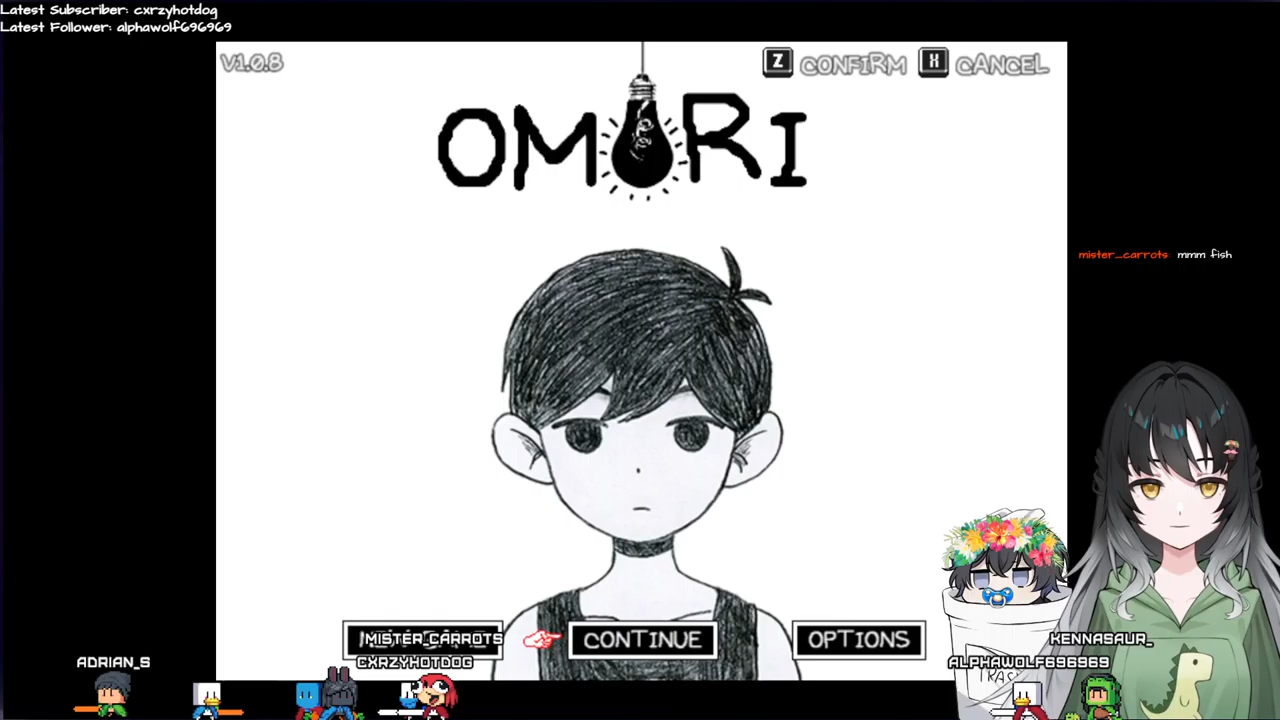 Latest Subscriber: cxrzyhotdog
Latest Follower: alphawolf696969
V1.0.8
Z CONFIRM X CANCEL
OMORI
mister_carrots mmm fish
MISTER_CARROTS
CONTINUE
OPTIONS
KENNASAUR_
ADRIAN_S
CXRZYHOTDOG
ALPHAWOLF696969
TRASH